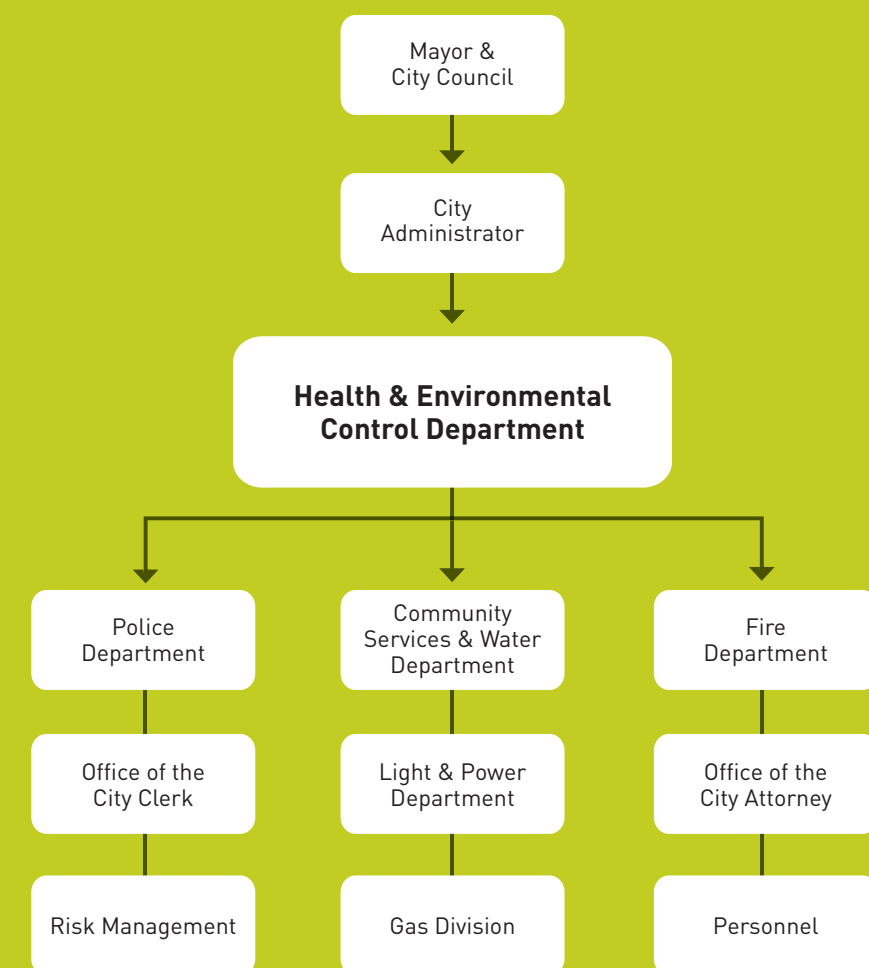 Mayor &
City Council
City
Administrator
Health & Environmental
Control Department
Police
Department
Community
Services & Water
Department
Fire
Department
Office of the
City Clerk
Light & Power
Department
Office of the
City Attorney
Risk Management
Gas Division
Personnel